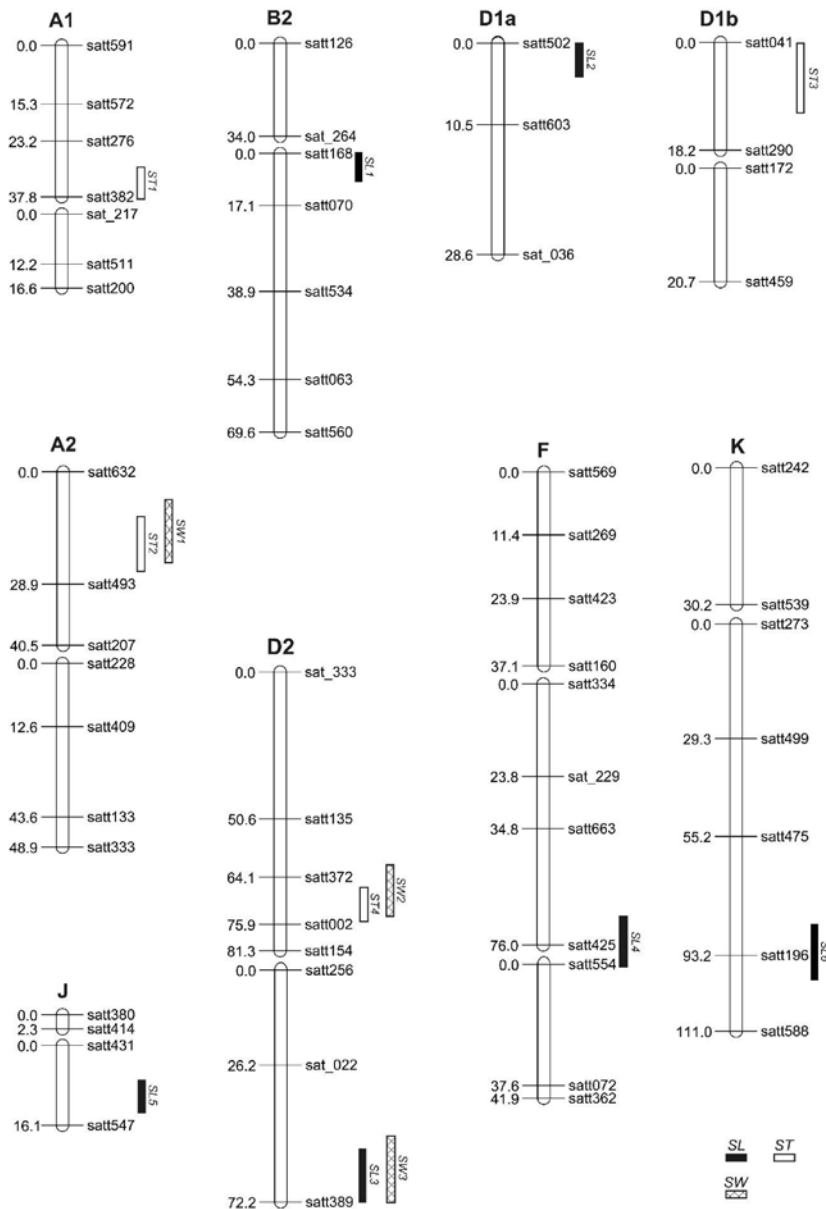 A1
0.0 satt591
15.3 satt572
23.2 satt276
37.8 satt382
0.0 sat_217
12.2 satt511
16.6 satt200
ST1
B2
0.0 satt126
34.0 sat_264
0.0 satt168
17.1 satt070
38.9 satt534
54.3 satt063
69.6 satt560
SL1
D1a
0.0 satt502
10.5 satt603
28.6 sat_036
SL2
D1b
0.0 satt041
18.2 satt290
0.0 satt172
20.7 satt459
ST3
A2
0.0 satt632
28.9 satt493
40.5 satt207
0.0 satt228
12.6 satt409
43.6 satt133
48.9 satt333
ST2
SW1
D2
0.0 sat_333
50.6 satt135
64.1 satt372
75.9 satt002
81.3 satt154
0.0 satt256
26.2 sat_022
72.2 satt389
ST4
SW2
SL3
SW3
F
0.0 satt569
11.4 satt269
23.9 satt423
37.1 satt160
0.0 satt334
23.8 sat_229
34.8 satt663
76.0 satt425
0.0 satt554
37.6 satt072
41.9 satt362
SL4
K
0.0 satt242
30.2 satt539
0.0 satt273
29.3 satt499
55.2 satt475
93.2 satt196
111.0 satt588
SL6
J
0.0 satt380
2.3 satt414
0.0 satt431
16.1 satt547
SL5
SL ST
SW